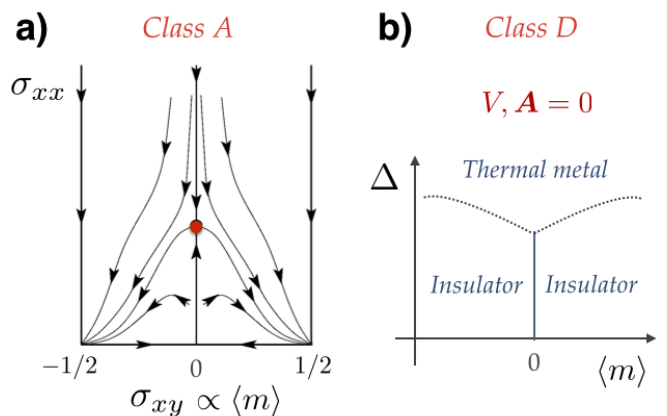 a)
Class A
σxx
−1/2
0
1/2
σxy ∝ ⟨m⟩
b)
Class D
V, A = 0
Δ
Thermal metal
Insulator
Insulator
0
⟨m⟩